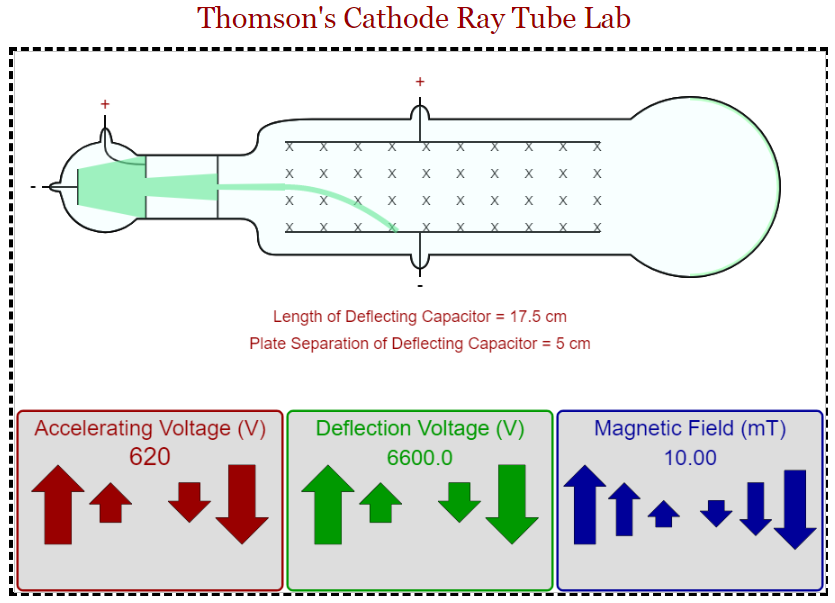 Thomson's Cathode Ray Tube Lab
+
+
-
X X X X X X X X X X
X X X X X X X X X X
X X X X X X X X X X
X X X X X X X X X X
-
Length of Deflecting Capacitor = 17.5 cm
Plate Separation of Deflecting Capacitor = 5 cm
Accelerating Voltage (V)
620
Deflection Voltage (V)
6600.0
Magnetic Field (mT)
10.00